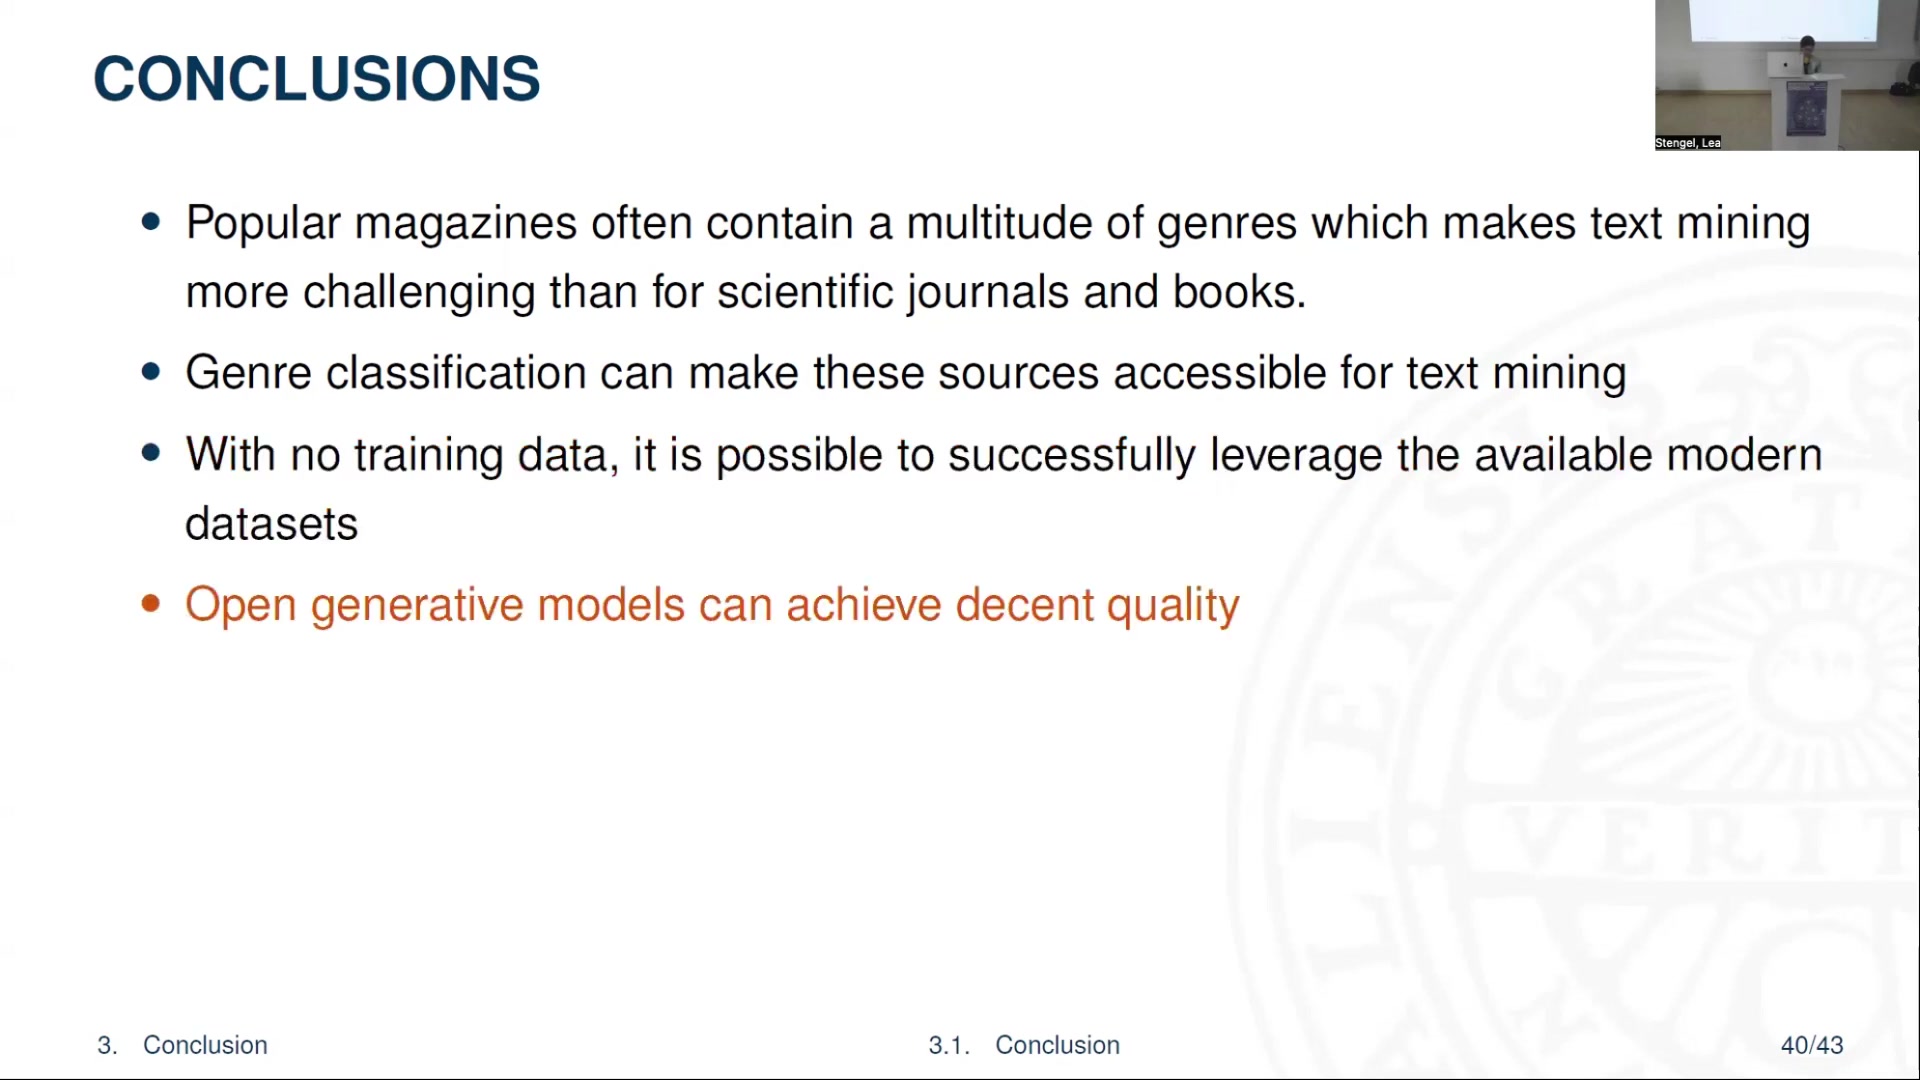 CONCLUSIONS
Stengel, Lea
• Popular magazines often contain a multitude of genres which makes text mining
more challenging than for scientific journals and books.
• Genre classification can make these sources accessible for text mining
• With no training data, it is possible to successfully leverage the available modern
datasets
• Open generative models can achieve decent quality
LIENSIS
GRAT
VERIT
3. Conclusion
3.1. Conclusion
40/43